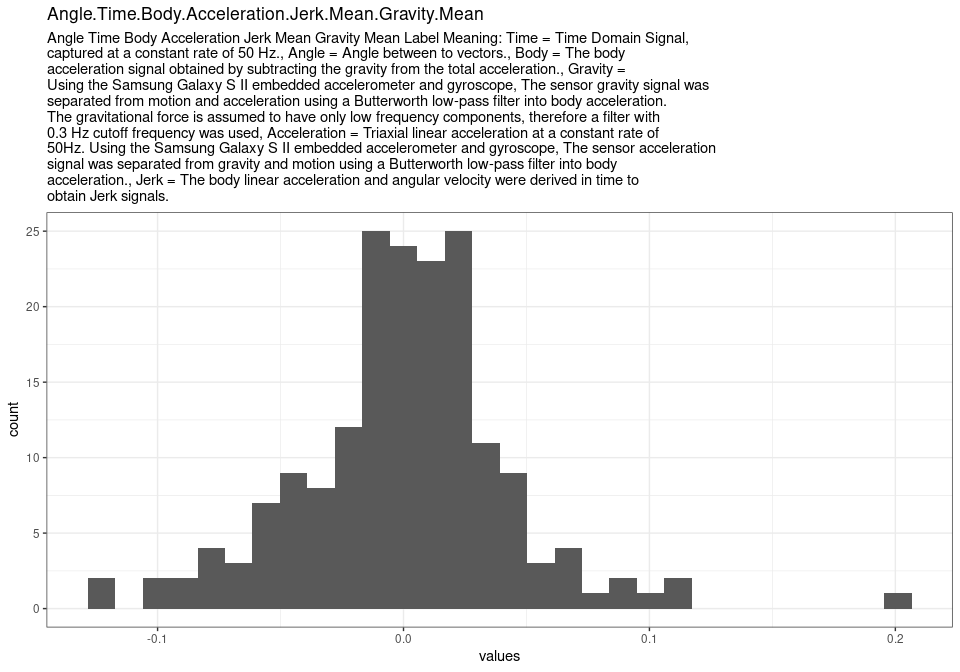 Angle.Time.Body.Acceleration.Jerk.Mean.Gravity.Mean
Angle Time Body Acceleration Jerk Mean Gravity Mean Label Meaning: Time = Time Domain Signal,
captured at a constant rate of 50 Hz., Angle = Angle between to vectors., Body = The body
acceleration signal obtained by subtracting the gravity from the total acceleration., Gravity =
Using the Samsung Galaxy S II embedded accelerometer and gyroscope, The sensor gravity signal was
separated from motion and acceleration using a Butterworth low-pass filter into body acceleration.
The gravitational force is assumed to have only low frequency components, therefore a filter with
0.3 Hz cutoff frequency was used, Acceleration = Triaxial linear acceleration at a constant rate of
50Hz. Using the Samsung Galaxy S II embedded accelerometer and gyroscope, The sensor acceleration
signal was separated from gravity and motion using a Butterworth low-pass filter into body
acceleration., Jerk = The body linear acceleration and angular velocity were derived in time to
obtain Jerk signals.
25
20
15
10
5
0
count
-0.1 0.0 0.1 0.2
values